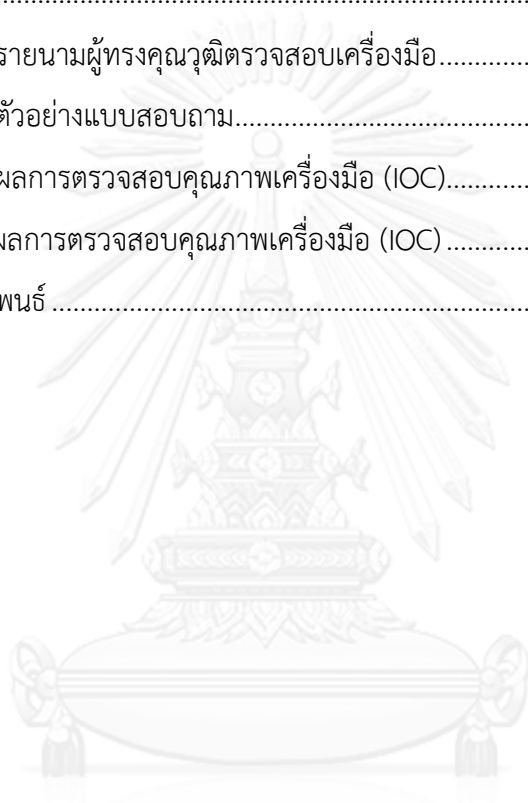 ..........................................................................
รายนามผู้ทรงคุณวุฒิตรวจสอบเครื่องมือ.............
ตัวอย่างแบบสอบถาม..........................................
ผลการตรวจสอบคุณภาพเครื่องมือ (IOC)............
ผลการตรวจสอบคุณภาพเครื่องมือ (IOC) ............
พนธ์ ....................................................................